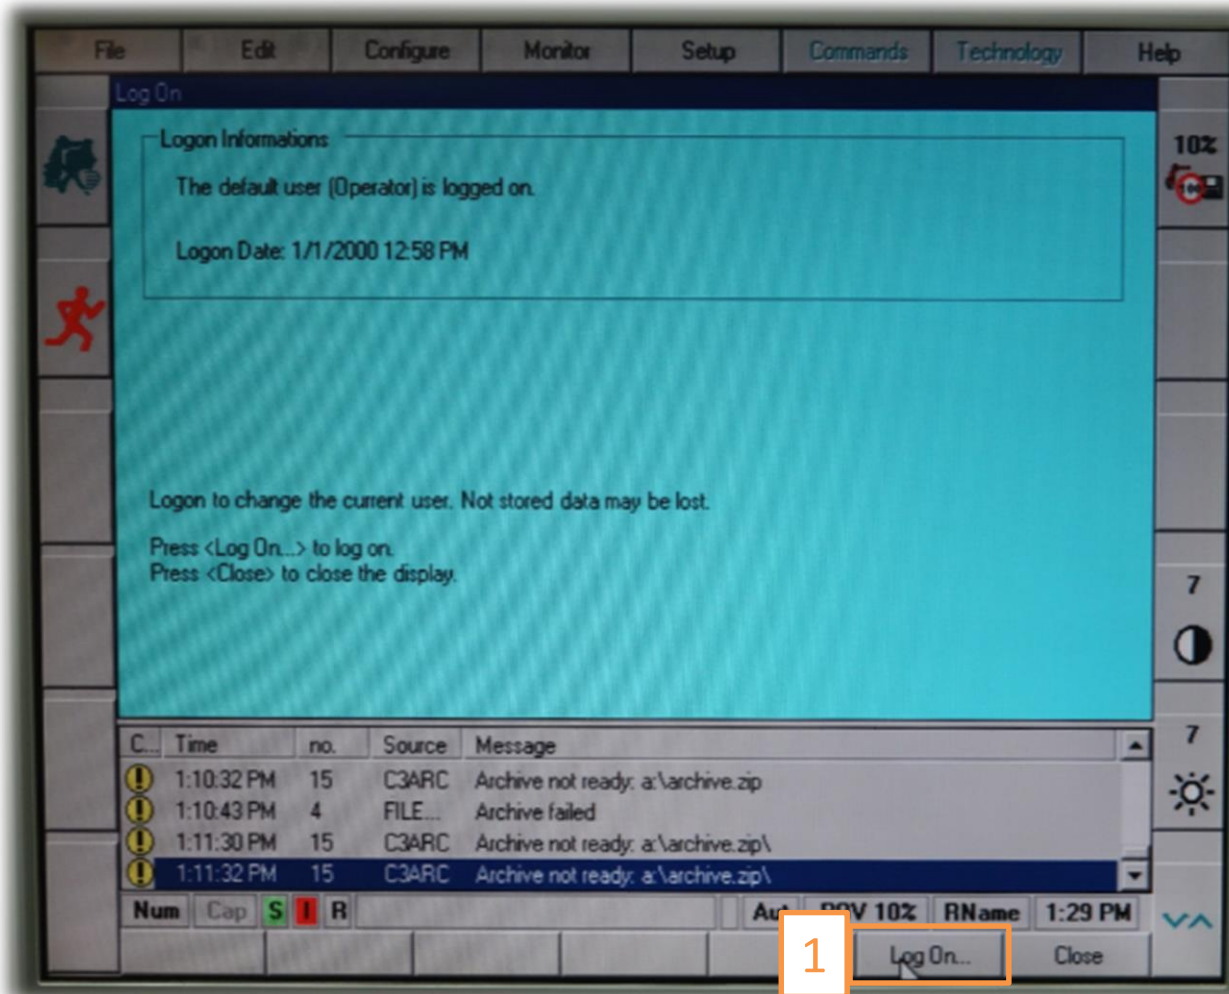 File Edit Configure Monitor Setup Commands Technology Help
Log On
Logon Informations
10%
The default user (Operator) is logged on.
100
Logon Date: 1/1/2000 12:58 PM
Logon to change the current user. Not stored data may be lost.
Press <Log On...> to log on.
Press <Close> to close the display.
7
C... Time no. Source Message
7
1:10:32 PM 15 C3ARC Archive not ready: a:\archive.zip
1:10:43 PM 4 FILE... Archive failed
1:11:30 PM 15 C3ARC Archive not ready: a:\archive.zip\
1:11:32 PM 15 C3ARC Archive not ready: a:\archive.zip\
Num Cap S I R 10% RName 1:29 PM
1 Log On... Close